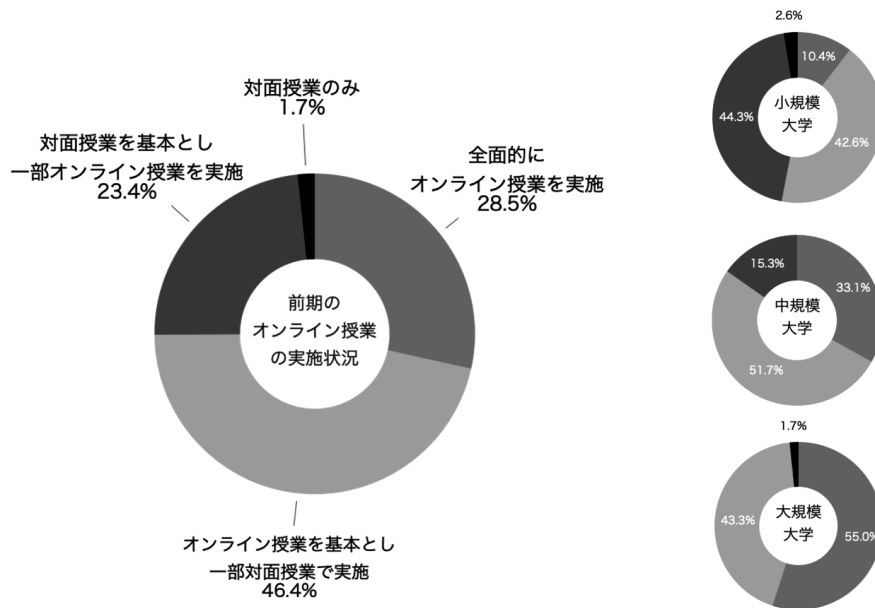 対面授業のみ
1.7%
対面授業を基本とし
一部オンライン授業を実施
23.4%
全面的に
オンライン授業を実施
28.5%
前期の
オンライン授業
の実施状況
オンライン授業を基本とし
一部対面授業で実施
46.4%
2.6%
10.4%
44.3%
小規模
大学
42.6%
15.3%
33.1%
中規模
大学
51.7%
1.7%
大規模
大学
43.3%
55.0%